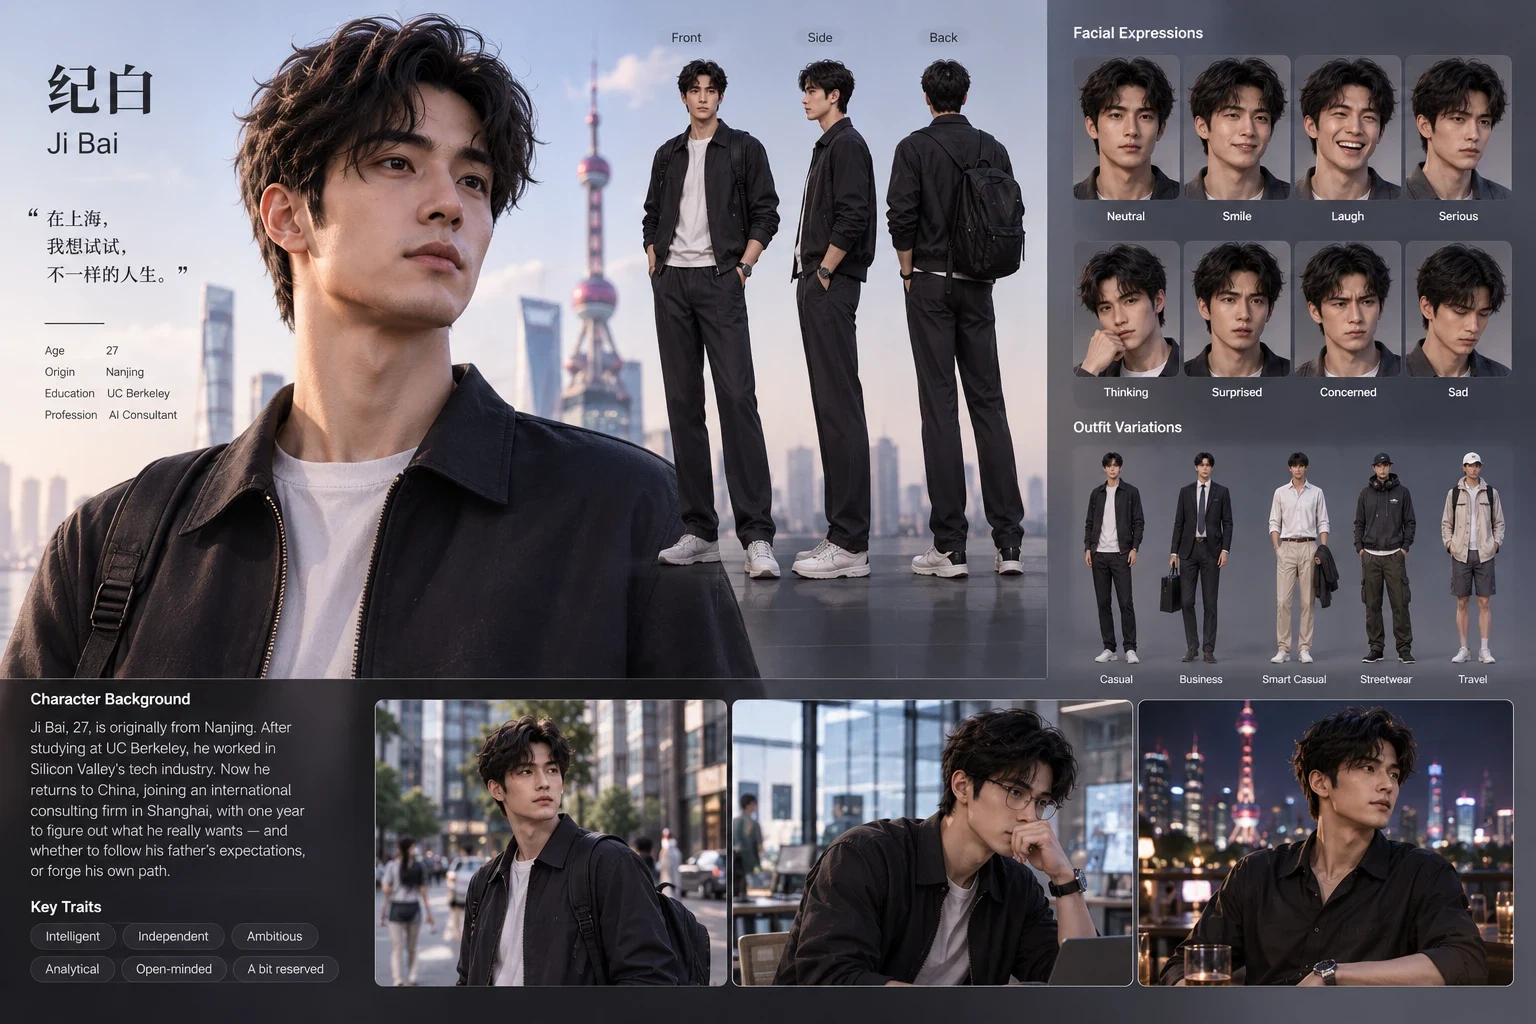 纪白
Ji Bai
“ 在上海，
我想试试，
不一样的人生。”
Age 27
Origin Nanjing
Education UC Berkeley
Profession AI Consultant
Front
Side
Back
Facial Expressions
Neutral
Smile
Laugh
Serious
Thinking
Surprised
Concerned
Sad
Outfit Variations
Casual
Business
Smart Casual
Streetwear
Travel
Character Background
Ji Bai, 27, is originally from Nanjing. After
studying at UC Berkeley, he worked in
Silicon Valley's tech industry. Now he
returns to China, joining an international
consulting firm in Shanghai, with one year
to figure out what he really wants — and
whether to follow his father's expectations,
or forge his own path.
Key Traits
Intelligent
Independent
Ambitious
Analytical
Open-minded
A bit reserved